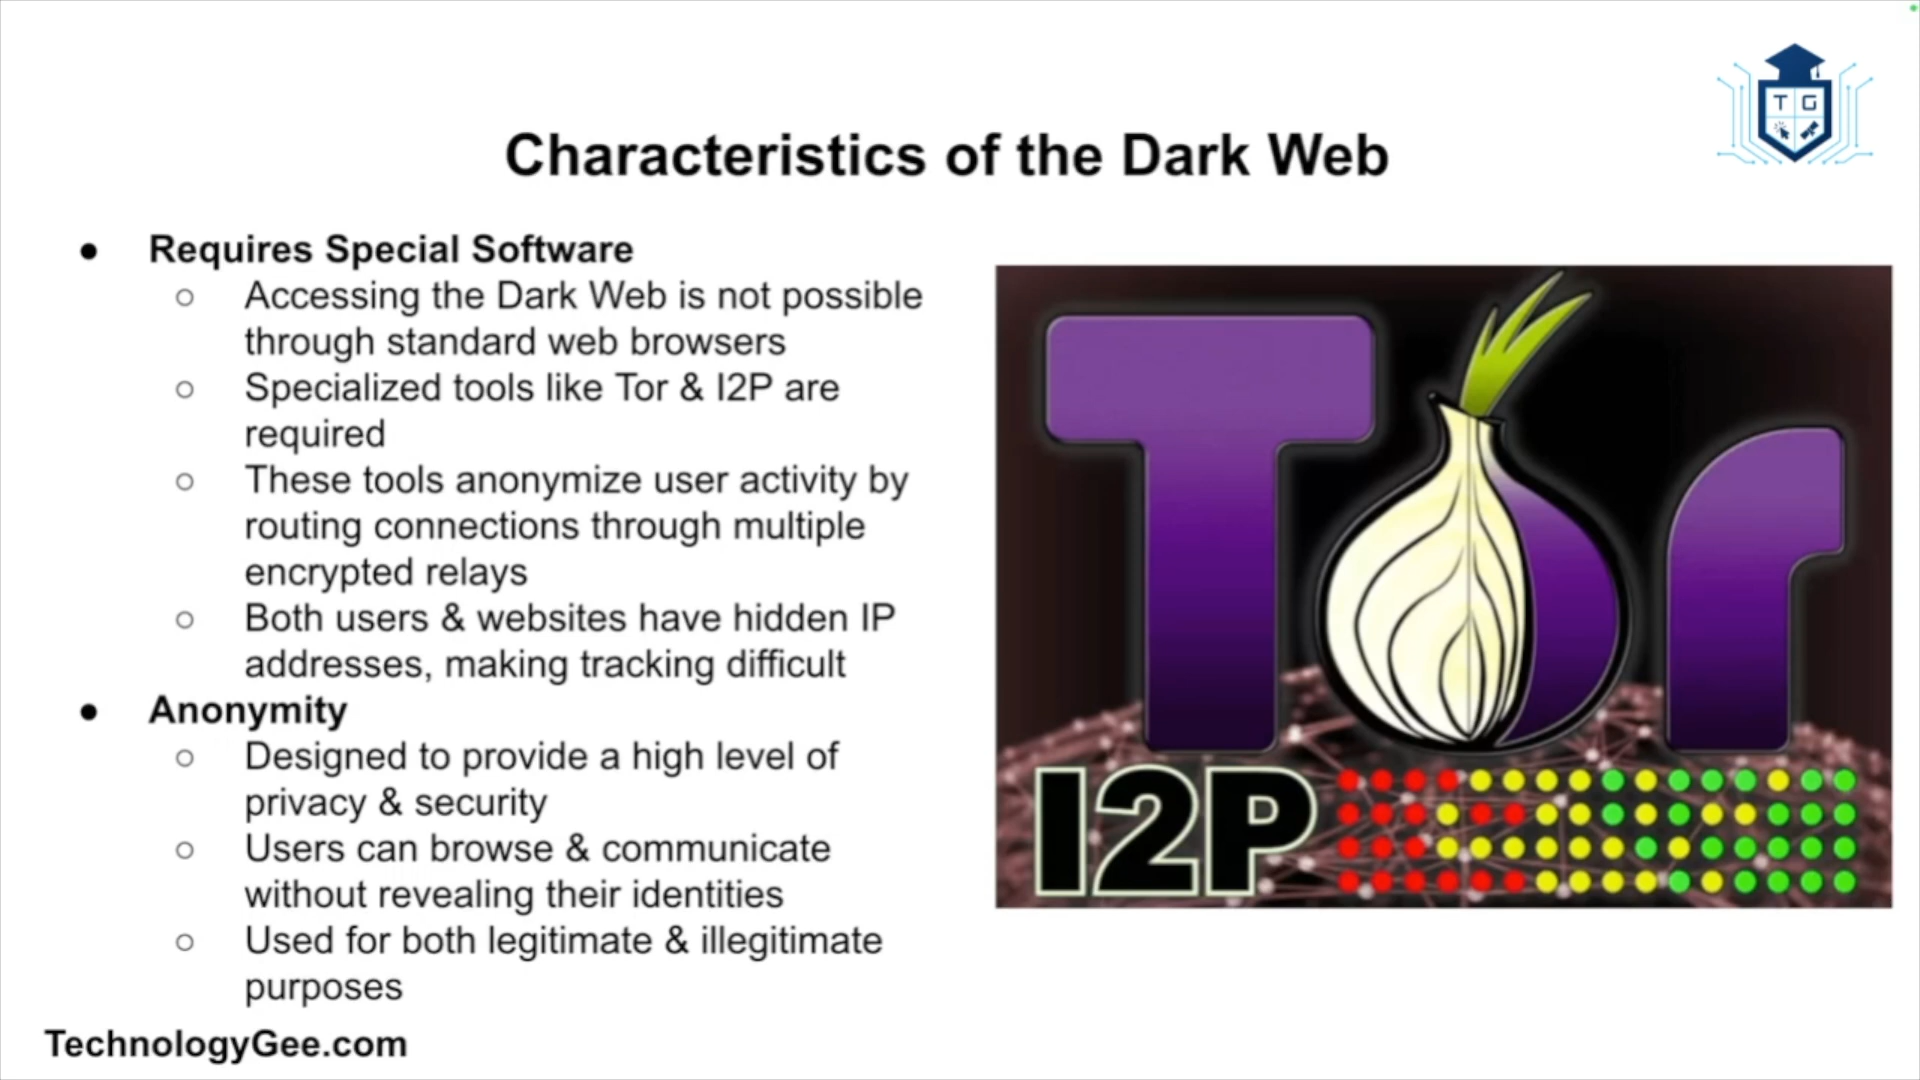 T G
Characteristics of the Dark Web
● Requires Special Software
○ Accessing the Dark Web is not possible
through standard web browsers
○ Specialized tools like Tor & I2P are
required
○ These tools anonymize user activity by
routing connections through multiple
encrypted relays
○ Both users & websites have hidden IP
addresses, making tracking difficult
● Anonymity
○ Designed to provide a high level of
privacy & security
○ Users can browse & communicate
without revealing their identities
○ Used for both legitimate & illegitimate
purposes
Tor
I2P
TechnologyGee.com